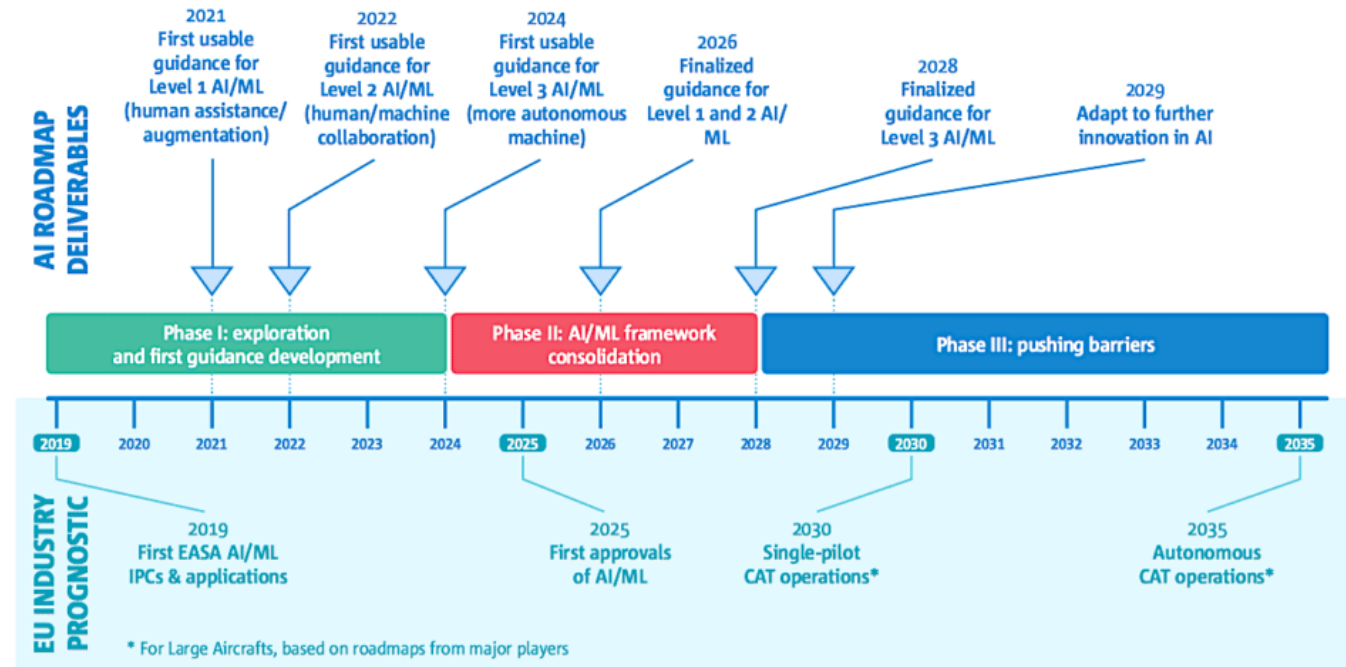 AI ROADMAP
DELIVERABLES
2021
First usable
guidance for
Level 1 AI/ML
(human assistance/
augmentation)
2022
First usable
guidance for
Level 2 AI/ML
(human/machine
collaboration)
2024
First usable
guidance for
Level 3 AI/ML
(more autonomous
machine)
2026
Finalized
guidance for
Level 1 and 2 AI/
ML
2028
Finalized
guidance for
Level 3 AI/ML
2029
Adapt to further
innovation in AI
Phase I: exploration
and first guidance development
Phase II: AI/ML framework
consolidation
Phase III: pushing barriers
2019 2020 2021 2022 2023 2024 2025 2026 2027 2028 2029 2030 2031 2032 2033 2034 2035
EU INDUSTRY
PROGNOSTIC
2019
First EASA AI/ML
IPCs & applications
2025
First approvals
of AI/ML
2030
Single-pilot
CAT operations*
2035
Autonomous
CAT operations*
* For Large Aircrafts, based on roadmaps from major players